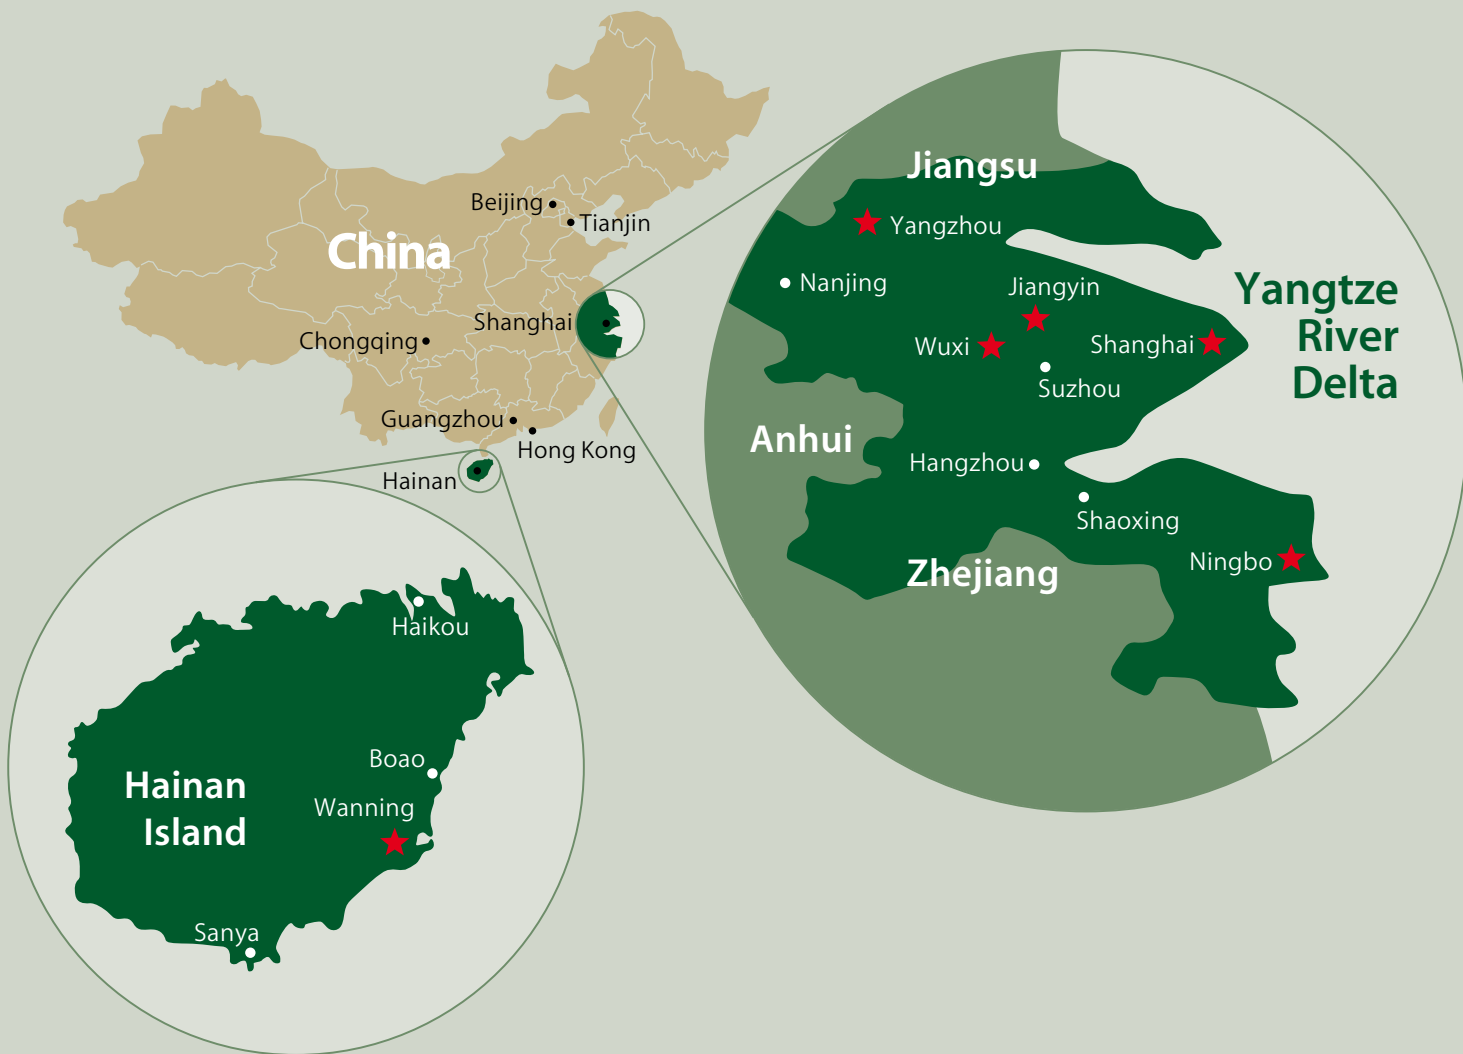 Beijing
Tianjin
China
Shanghai
Chongqing
Guangzhou
Hong Kong
Hainan
Jiangsu
Yangzhou
Nanjing
Jiangyin
Wuxi
Shanghai
Suzhou
Yangtze
River
Delta
Anhui
Hangzhou
Shaoxing
Ningbo
Zhejiang
Haikou
Boao
Wanning
Hainan
Island
Sanya